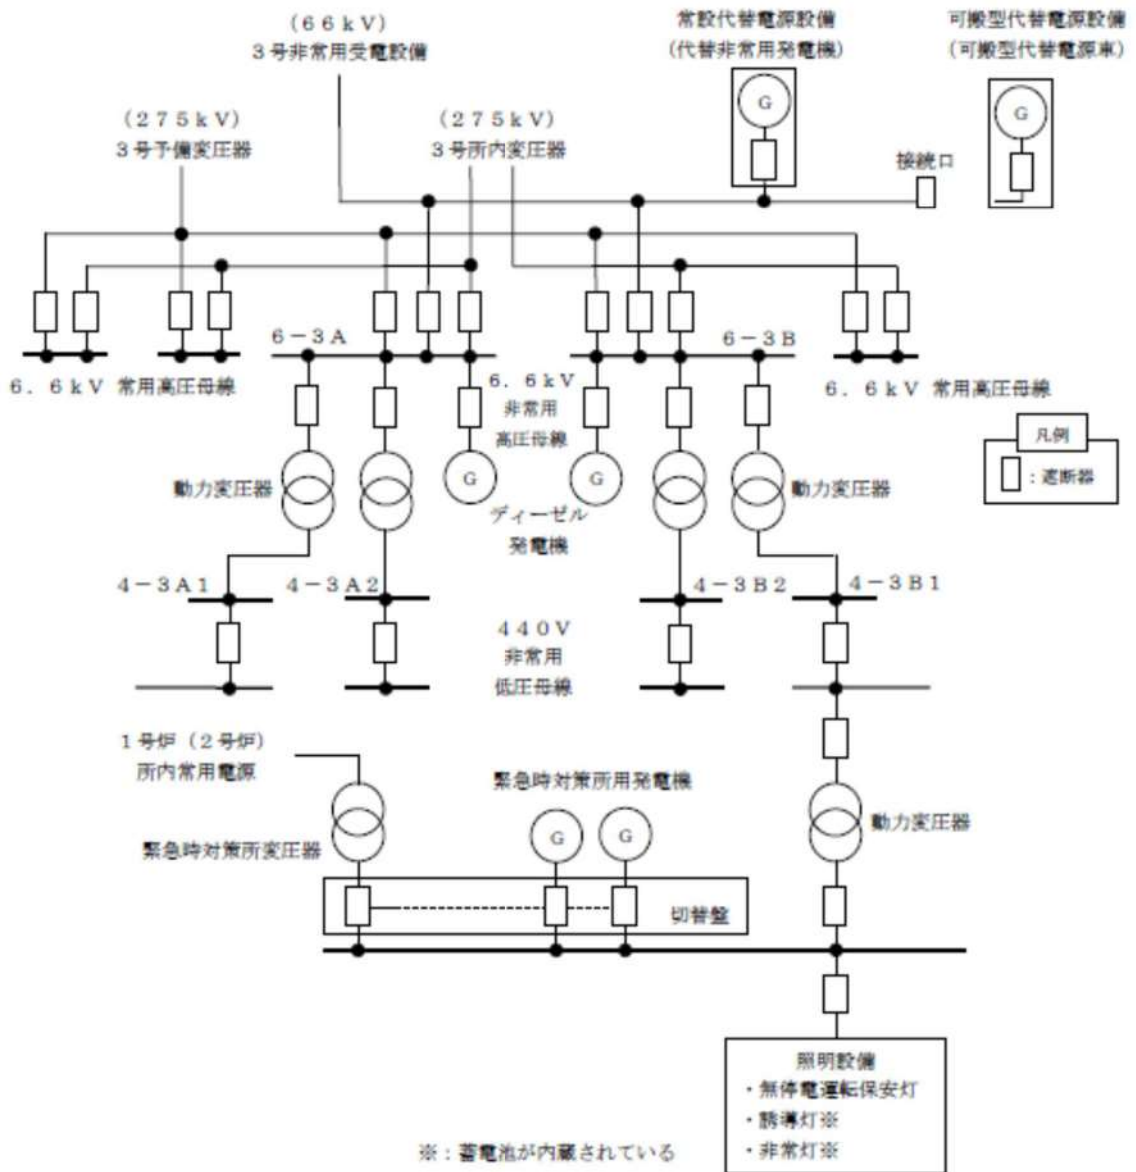 (66kV)
3号非常用受電設備
常設代替電源設備
(代替非常用発電機)
可搬型代替電源設備
(可搬型代替電源車)
G
G
(275kV)
3号予備変圧器
(275kV)
3号所内変圧器
接続口
6-3A
6-3B
6.6kV 常用高圧母線
6.6kV
非常用
高圧母線
6.6kV 常用高圧母線
凡例
:遮断器
動力変圧器
G
G
動力変圧器
ディーゼル
発電機
4-3A1
4-3A2
4-3B2
4-3B1
440V
非常用
低圧母線
1号炉(2号炉)
所内常用電源
緊急時対策所用発電機
緊急時対策所変圧器
G
G
動力変圧器
切替盤
照明設備
・無停電運転保安灯
・誘導灯※
・非常灯※
※:蓄電池が内蔵されている